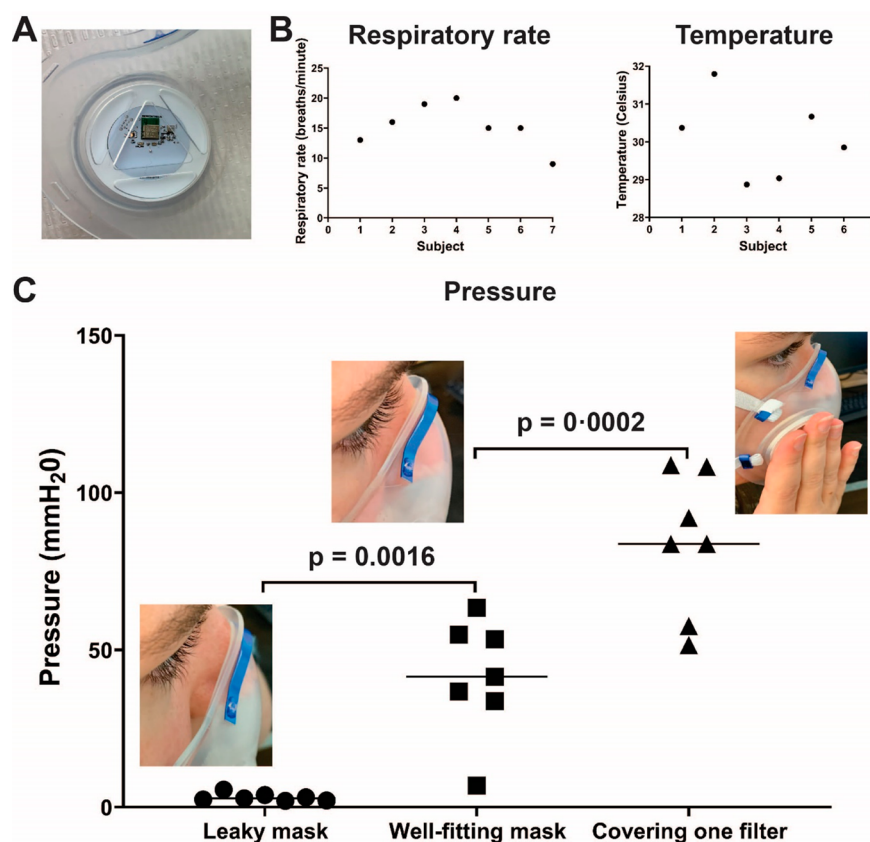 A
B
Respiratory rate
Respiratory rate (breaths/minute)
25
20
15
10
5
0
0 1 2 3 4 5 6 7
Subject
Temperature
Temperature (Celsius)
32
31
30
29
28
0 1 2 3 4 5 6
Subject
C
Pressure
Pressure (mmH₂0)
150
100
50
0
p = 0·0002
p = 0.0016
Leaky mask
Well-fitting mask
Covering one filter